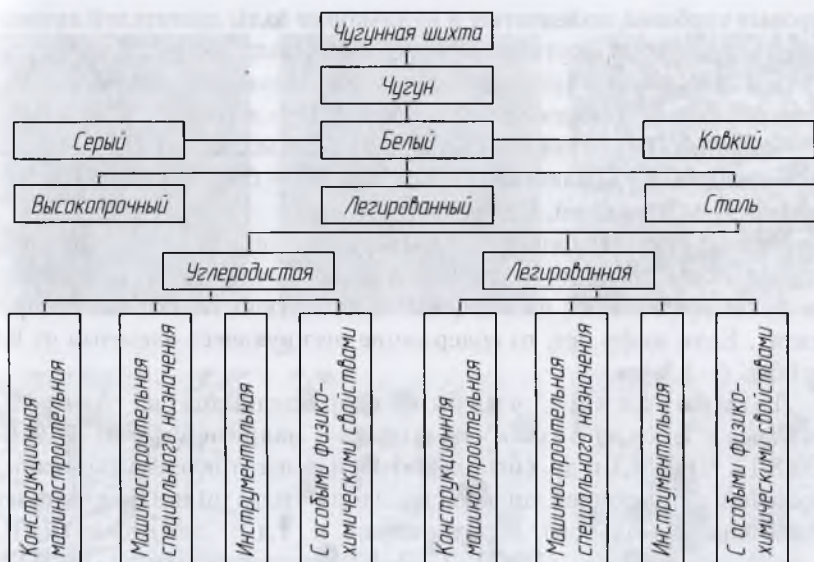 Чугунная шихта
Чугун
Серый
Белый
Ковкий
Высокопрочный
Легированный
Сталь
Углеродистая
Легированная
Конструкционная
машиностроительная
Машиностроительная
специального назначения
Инструментальная
С особыми физико-
химическими свойствами
Конструкционная
машиностроительная
Машиностроительная
специального назначения
Инструментальная
С особыми физико-
химическими свойствами